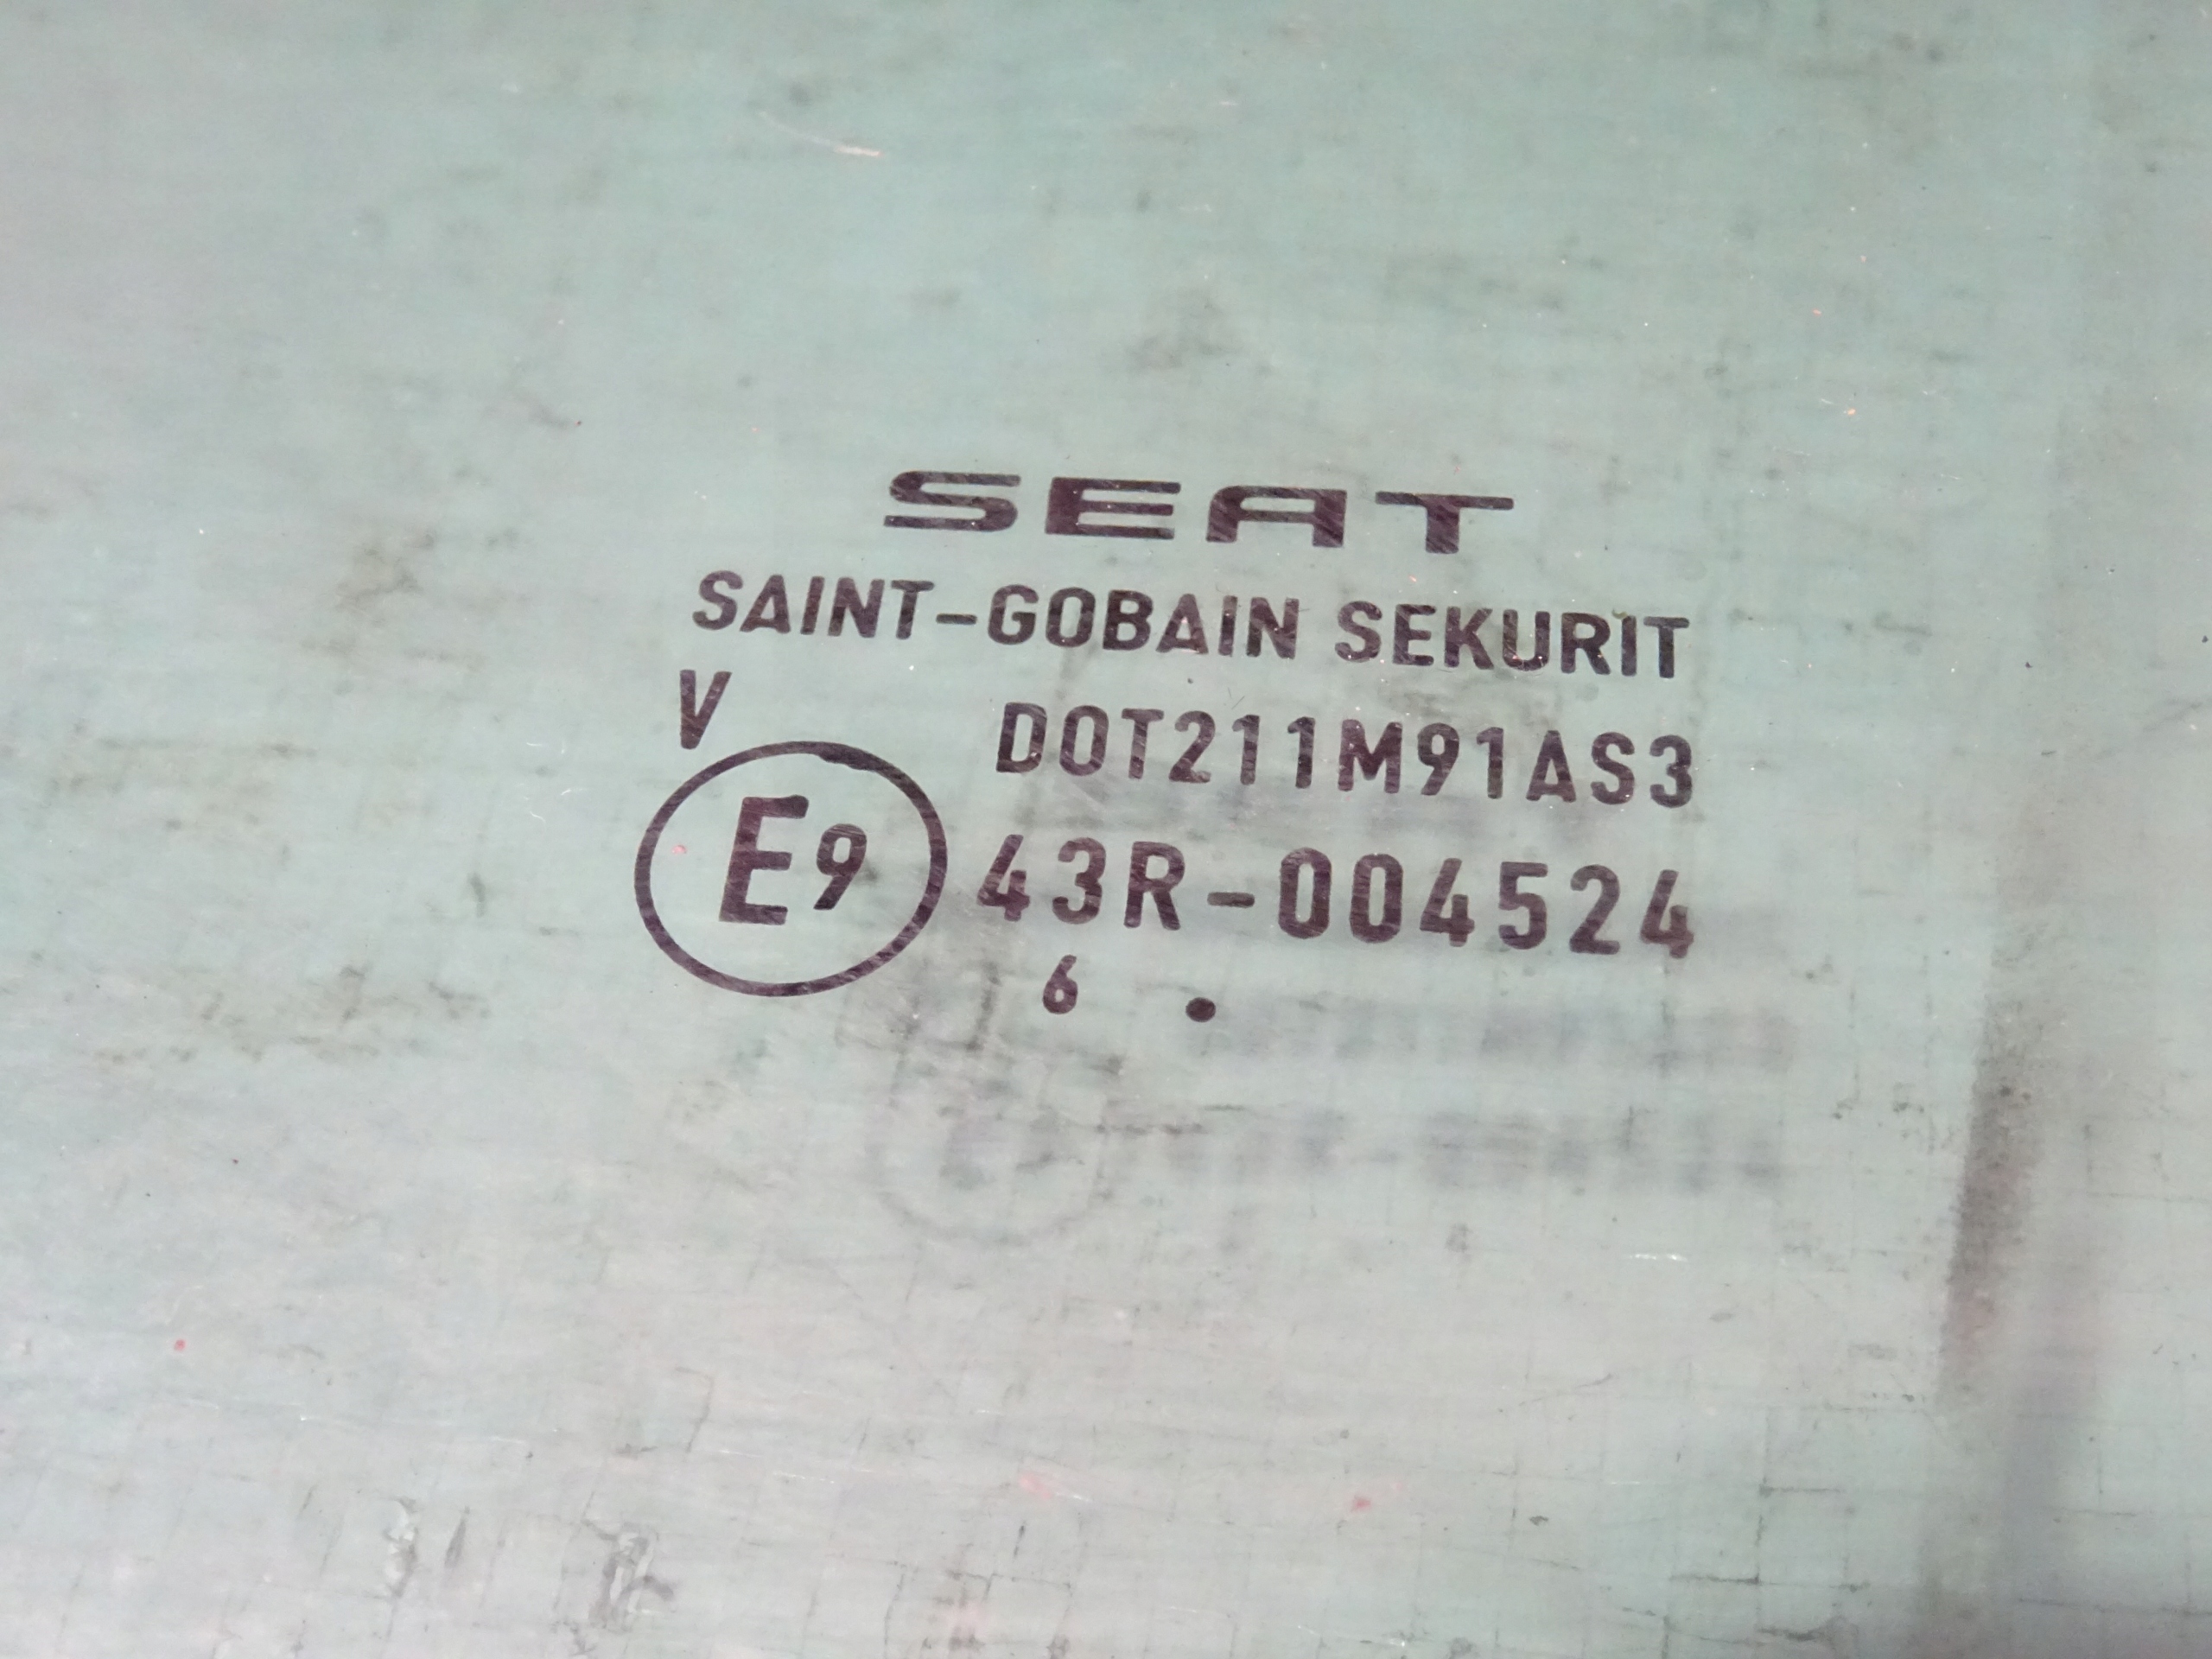 SEAT
SAINT-GOBAIN SEKURIT
V
DOT211M91AS3
E9 43R-004524
6 .